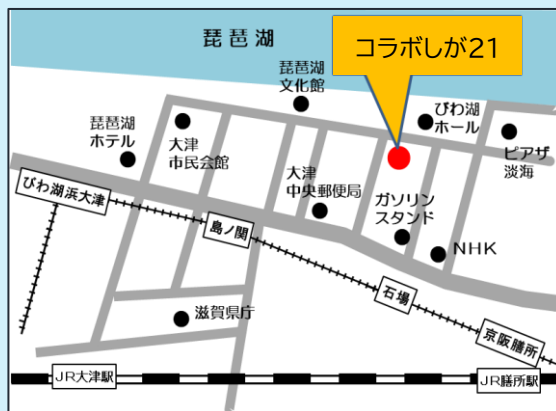 琵琶湖
コラボしが21
琵琶湖
文化館
びわ湖
ホール
琵琶湖
ホテル
大津
市民会館
ピアザ
淡海
大津
中央郵便局
ガソリン
スタンド
びわ湖浜大津
島ノ関
NHK
石場
滋賀県庁
京阪膳所
JR大津駅
JR膳所駅